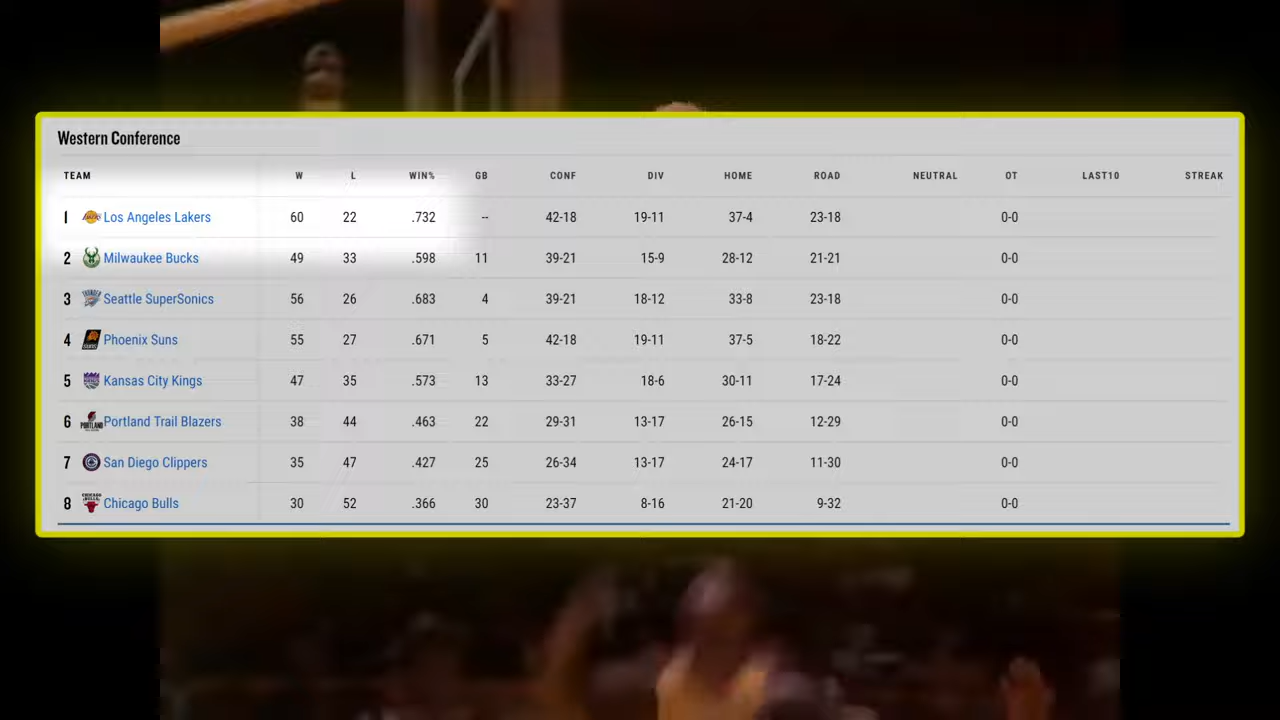 Western Conference
TEAM W L WIN% GB CONF DIV HOME ROAD NEUTRAL OT LAST10 STREAK
1 Los Angeles Lakers 60 22 .732 -- 42-18 19-11 37-4 23-18 0-0
2 Milwaukee Bucks 49 33 .598 11 39-21 15-9 28-12 21-21 0-0
3 Seattle SuperSonics 56 26 .683 4 39-21 18-12 33-8 23-18 0-0
4 Phoenix Suns 55 27 .671 5 42-18 19-11 37-5 18-22 0-0
5 Kansas City Kings 47 35 .573 13 33-27 18-6 30-11 17-24 0-0
6 PORTLAND Portland Trail Blazers 38 44 .463 22 29-31 13-17 26-15 12-29 0-0
7 San Diego Clippers 35 47 .427 25 26-34 13-17 24-17 11-30 0-0
8 CHICAGO BULLS Chicago Bulls 30 52 .366 30 23-37 8-16 21-20 9-32 0-0